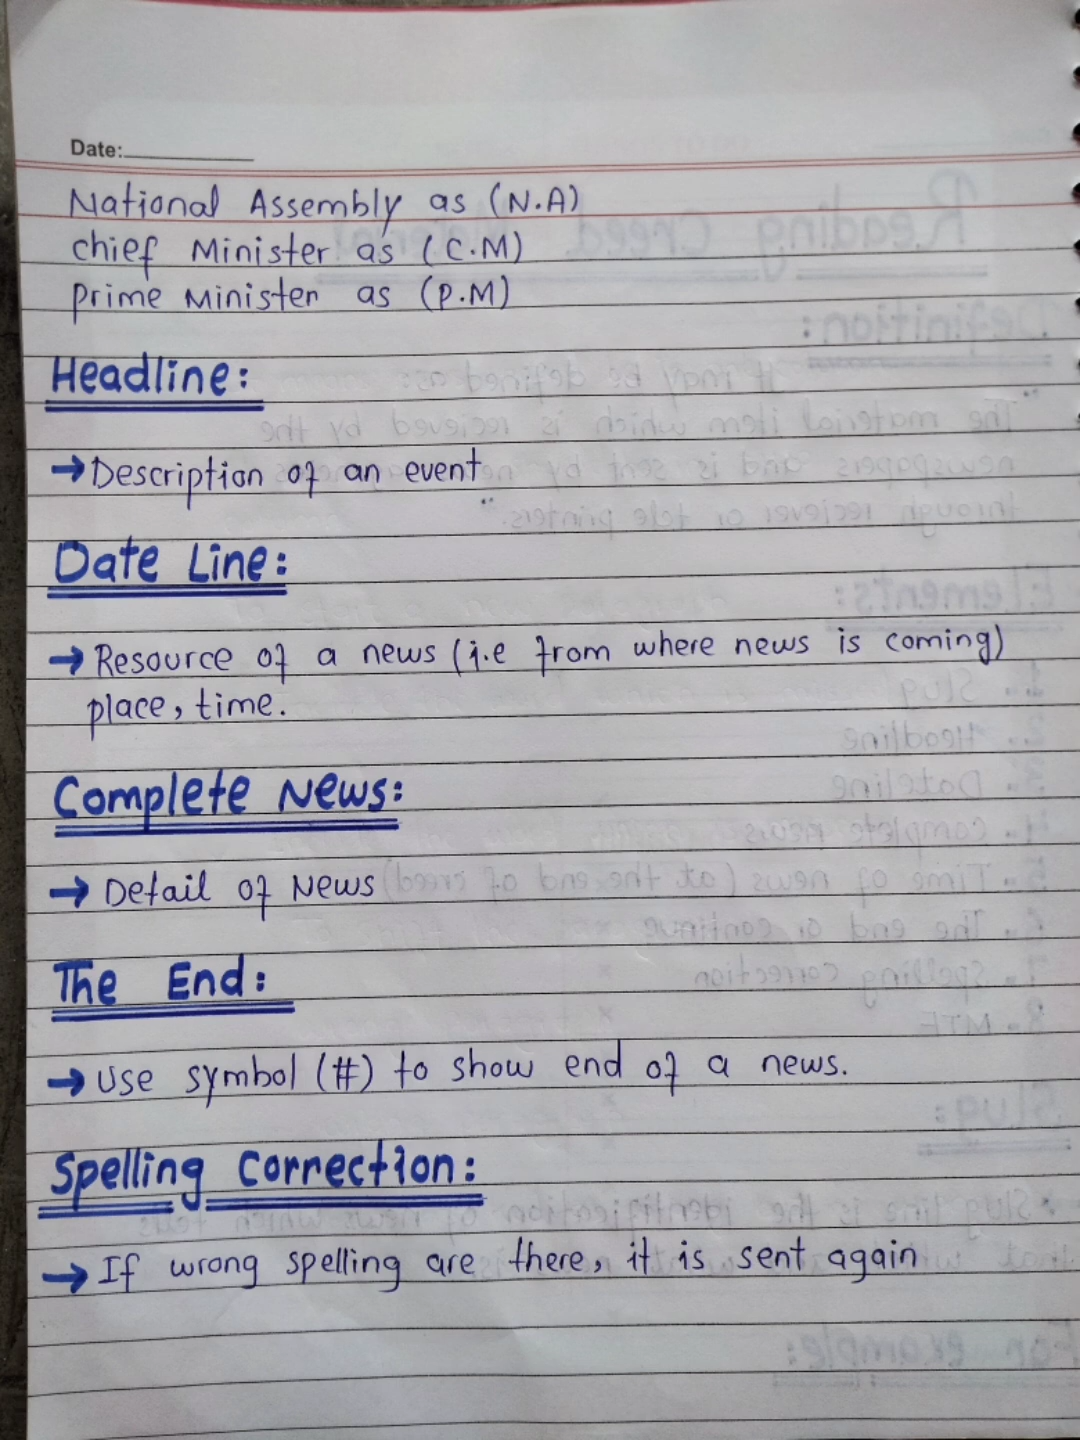 Date:
National Assembly as (N.A)
chief Minister as (C.M)
Prime Minister as (P.M)
Headline:
→ Description of an event
Date Line:
→ Resource of a news (i.e from where news is coming)
place, time.
Complete News:
→ Detail of News
The End:
→ Use symbol (#) to show end of a news.
Spelling Correction:
→ If wrong spelling are there, it is sent again